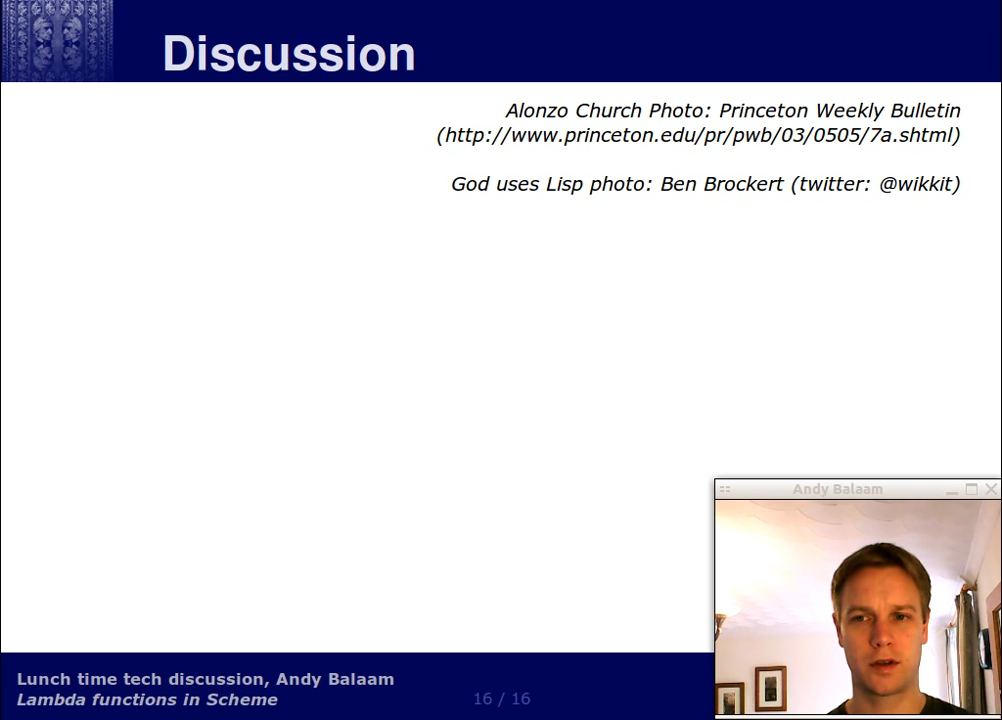 Discussion
Alonzo Church Photo: Princeton Weekly Bulletin
(http://www.princeton.edu/pr/pwb/03/0505/7a.shtml)
God uses Lisp photo: Ben Brockert (twitter: @wikkit)
Andy Balaam
Lunch time tech discussion, Andy Balaam
Lambda functions in Scheme
16 / 16